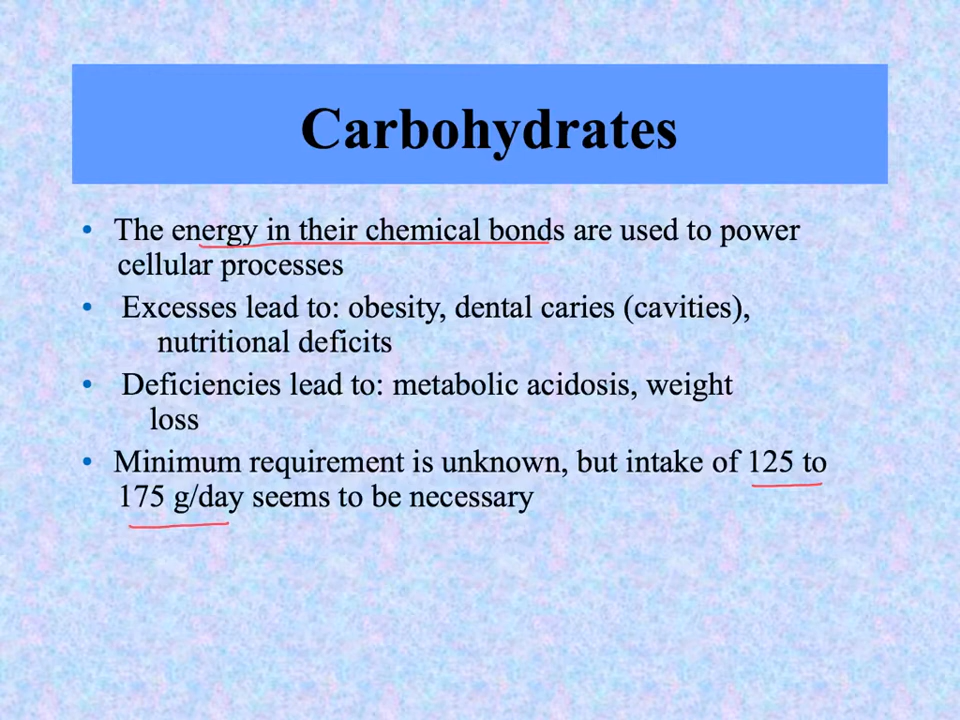 Carbohydrates
• The energy in their chemical bonds are used to power
cellular processes
• Excesses lead to: obesity, dental caries (cavities),
nutritional deficits
• Deficiencies lead to: metabolic acidosis, weight
loss
• Minimum requirement is unknown, but intake of 125 to
175 g/day seems to be necessary